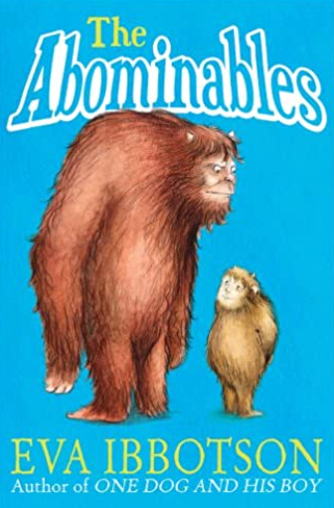 The
Abominables
EVA IBBOTSON
Author of ONE DOG AND HIS BOY